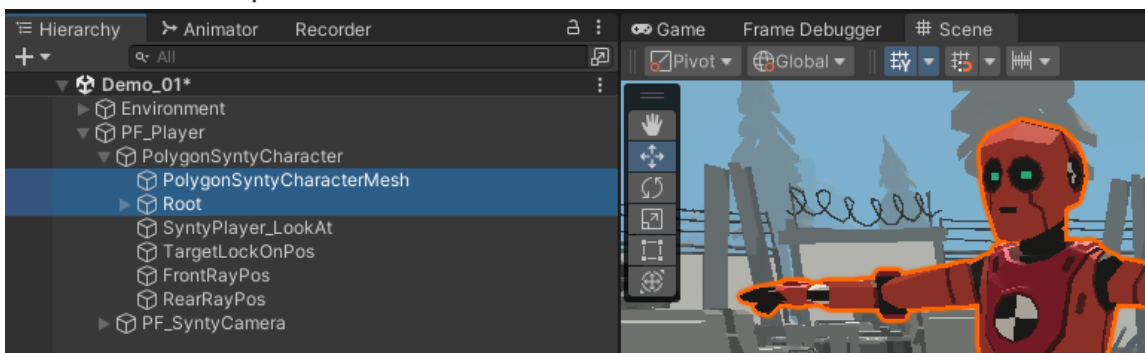 Hierarchy Animator Recorder
All
Demo_01*
Environment
PF_Player
PolygonSyntyCharacter
PolygonSyntyCharacterMesh
Root
SyntyPlayer_LookAt
TargetLockOnPos
FrontRayPos
RearRayPos
PF_SyntyCamera
Game Frame Debugger Scene
Pivot Global